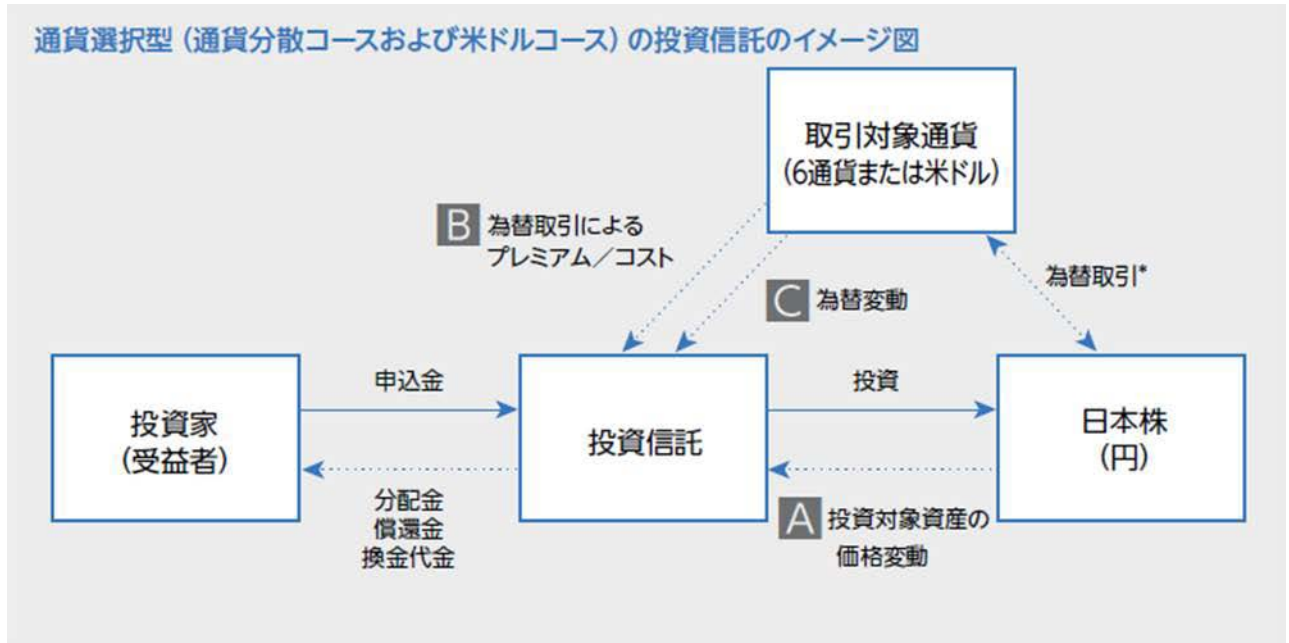 通貨選択型（通貨分散コースおよび米ドルコース）の投資信託のイメージ図
取引対象通貨
（6通貨または米ドル）
B 為替取引による
プレミアム／コスト
C 為替変動
為替取引*
投資家
（受益者）
申込金
分配金
償還金
換金代金
投資信託
投資
A 投資対象資産の
価格変動
日本株
（円）